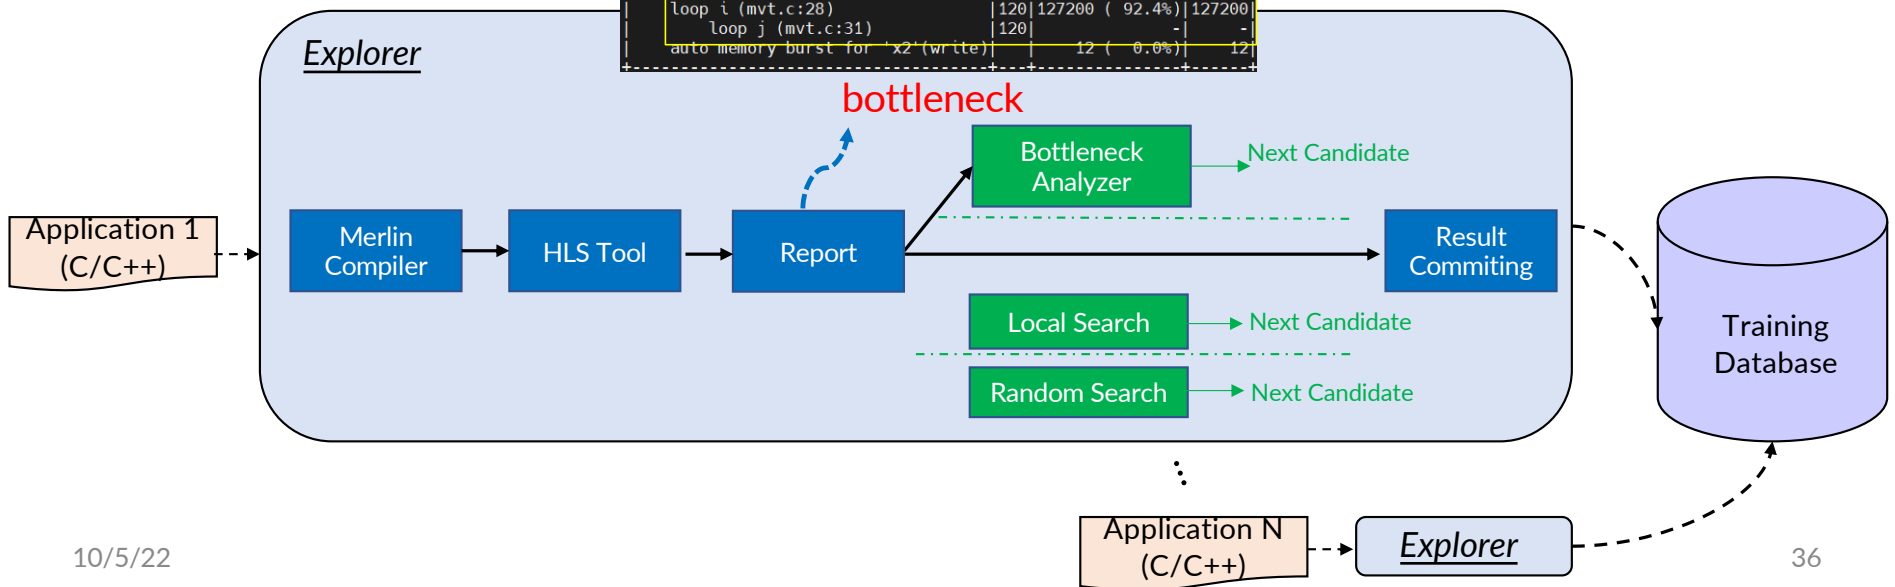 loop i (mvt.c:28) |120|127200 ( 92.4%)|127200|
loop j (mvt.c:31) |120| -| -|
auto memory burst for 'x2'(write)| | 12 ( 0.0%)| 12|
Explorer
bottleneck
Bottleneck
Analyzer
Next Candidate
Application 1
(C/C++)
Merlin
Compiler
HLS Tool
Report
Result
Commiting
Local Search
Next Candidate
Random Search
Next Candidate
Training
Database
Application N
(C/C++)
Explorer
10/5/22
36